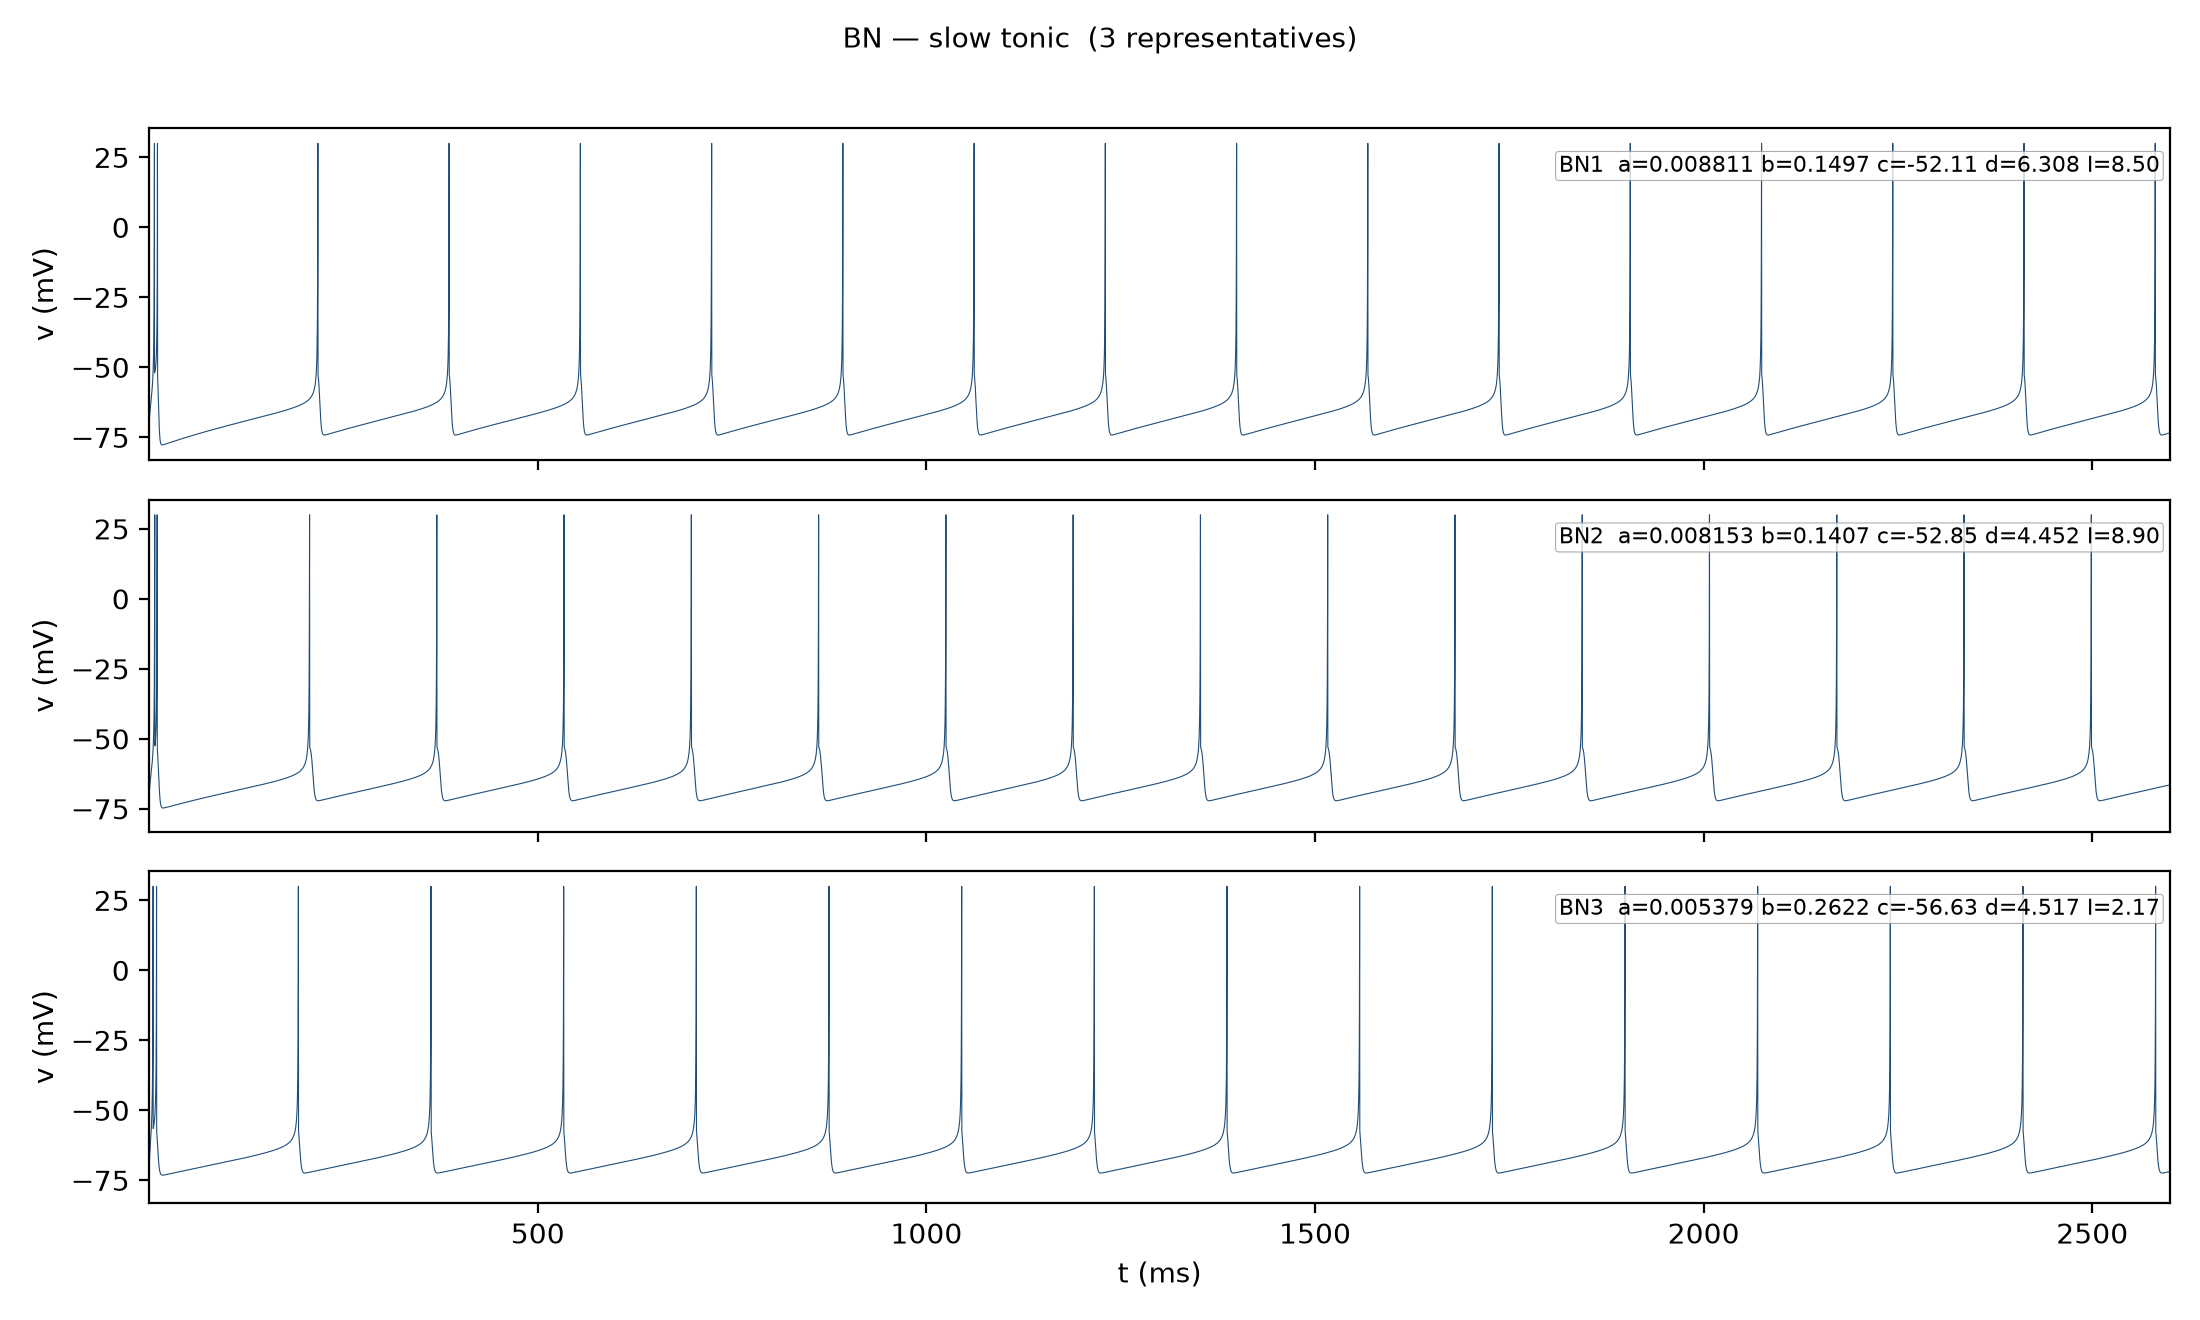 BN — slow tonic (3 representatives)
25
0
−25
−50
−75
v (mV)
BN1 a=0.008811 b=0.1497 c=-52.11 d=6.308 I=8.50
25
0
−25
−50
−75
v (mV)
BN2 a=0.008153 b=0.1407 c=-52.85 d=4.452 I=8.90
25
0
−25
−50
−75
v (mV)
BN3 a=0.005379 b=0.2622 c=-56.63 d=4.517 I=2.17
500 1000 1500 2000 2500
t (ms)